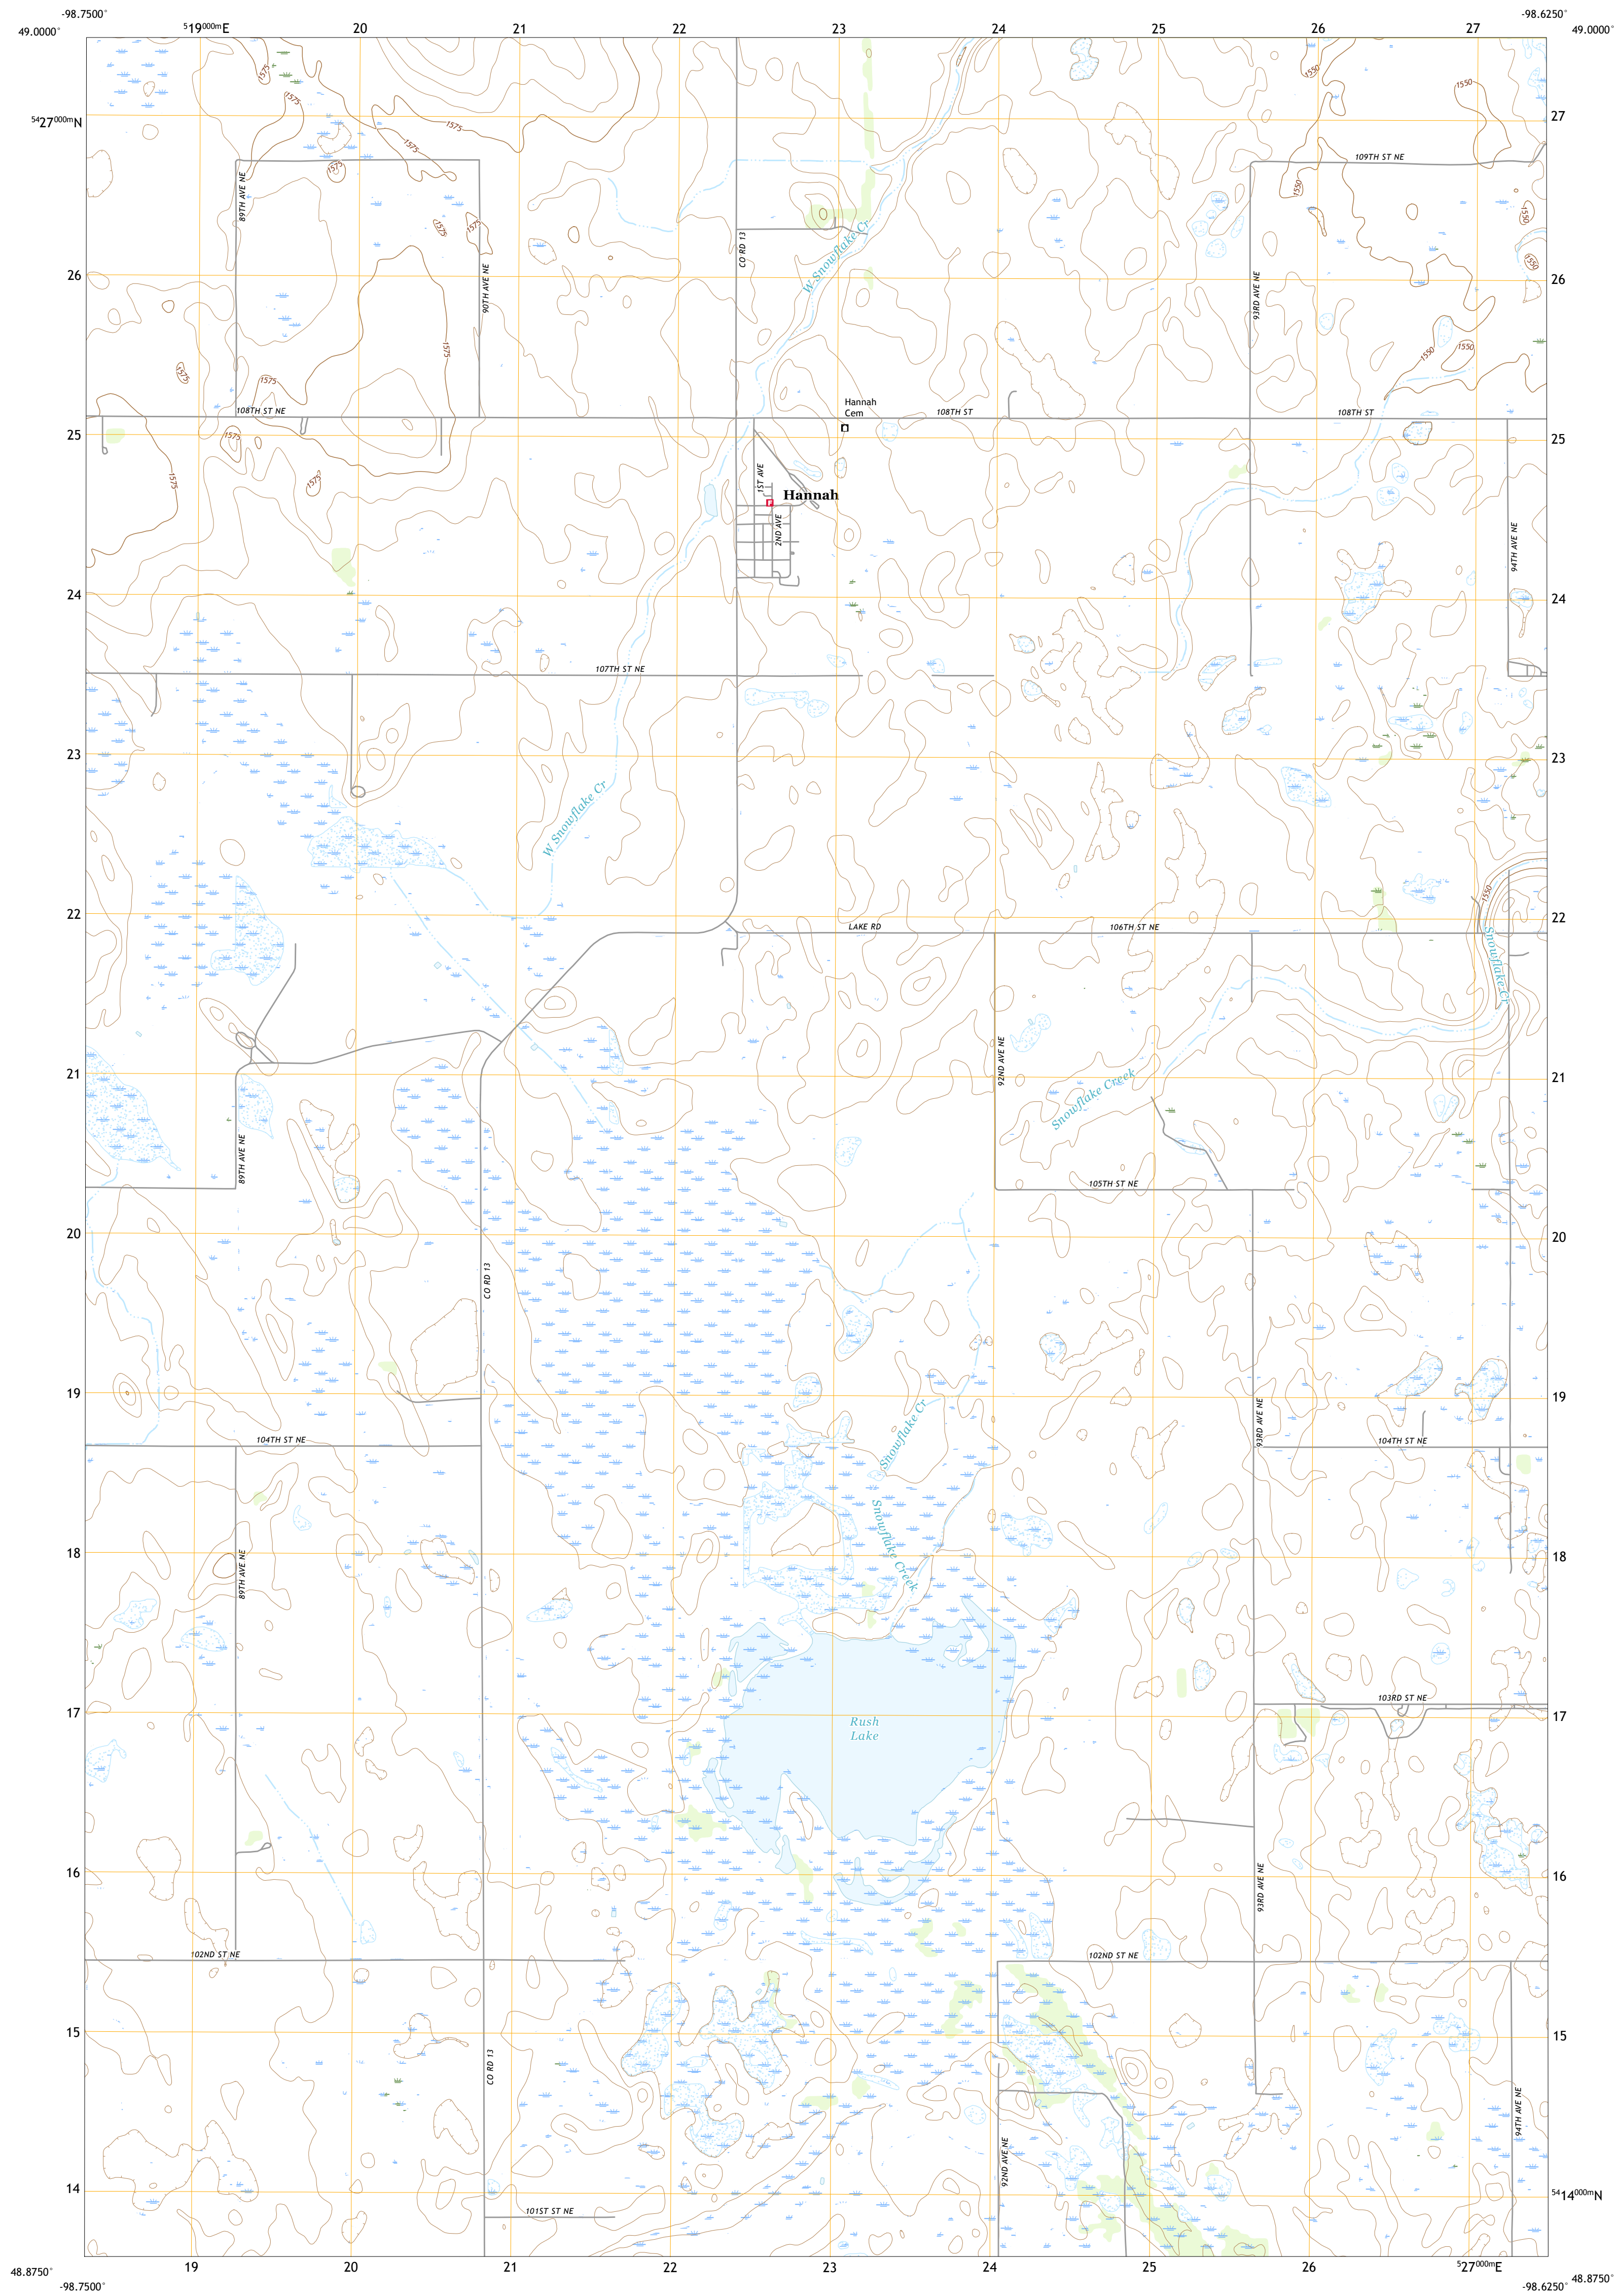 -98.7500°
-98.6250°
49.0000°
519000mE
20
21
22
23
24
25
26
27
49.0000°
1575
1550
1550
1575
5427000mN
27
1575
1575
109TH ST NE
1575
89TH AVE NE
1550
1550
1575
1575
CO RD 13
W Snowflake Cr
1550
26
90TH AVE NE
93RD AVE NE
26
1575
1550
1550
1575
1575
Hannah
Cem
108TH ST NE
108TH ST
108TH ST
25
1575
25
1575
1575
1ST AVE
Hannah
2ND AVE
94TH AVE NE
24
24
107TH ST NE
23
23
W Snowflake Cr
1550
22
22
LAKE RD
106TH ST NE
Snowflake Cr
21
92ND AVE NE
21
Snowflake Creek
89TH AVE NE
105TH ST NE
20
20
CO RD 13
19
19
Snowflake Cr
93RD AVE NE
104TH ST NE
104TH ST NE
Snowflake Creek
18
18
89TH AVE NE
103RD ST NE
17
17
Rush
Lake
16
16
93RD AVE NE
102ND ST NE
102ND ST NE
15
15
CO RD 13
94TH AVE NE
92ND AVE NE
14
5414000mN
101ST ST NE
48.8750°
19
20
21
22
23
24
25
26
527000mE
48.8750°
-98.7500°
-98.6250°